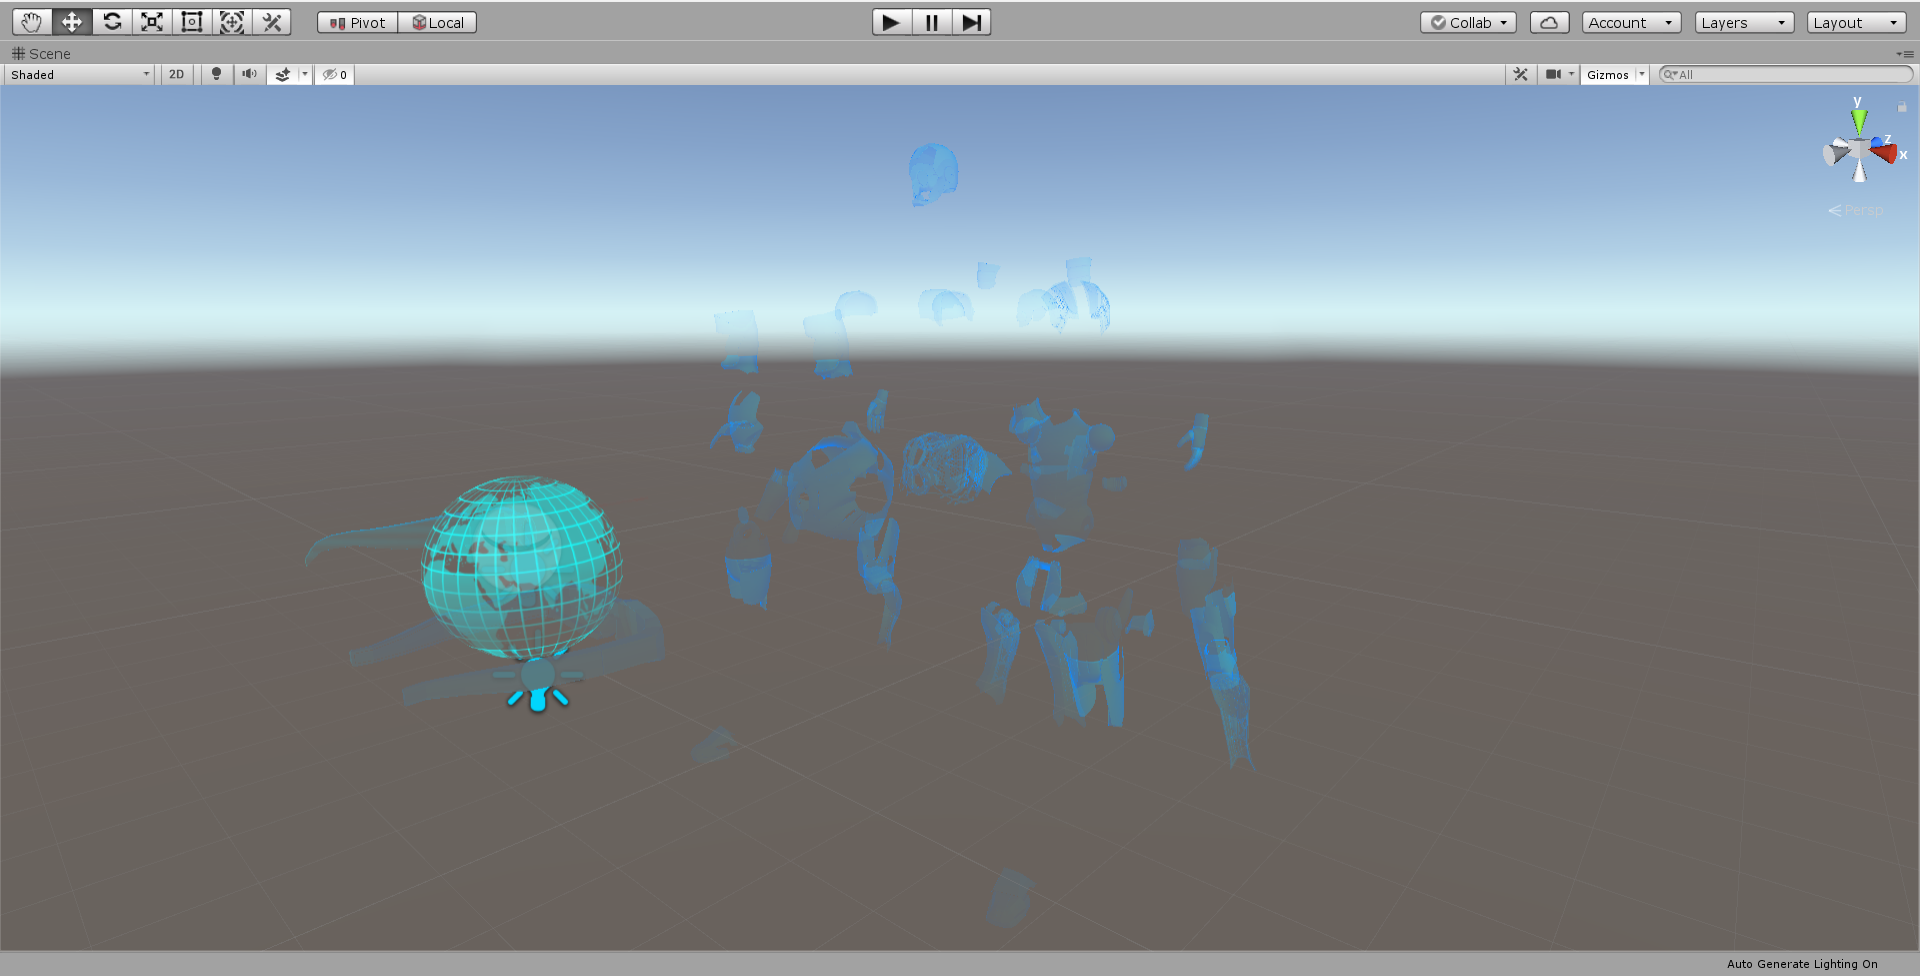 Pivot Local Collab Account Layers Layout
Scene
Shaded 2D 0 Gizmos All
y
z
x
Persp
Auto Generate Lighting On